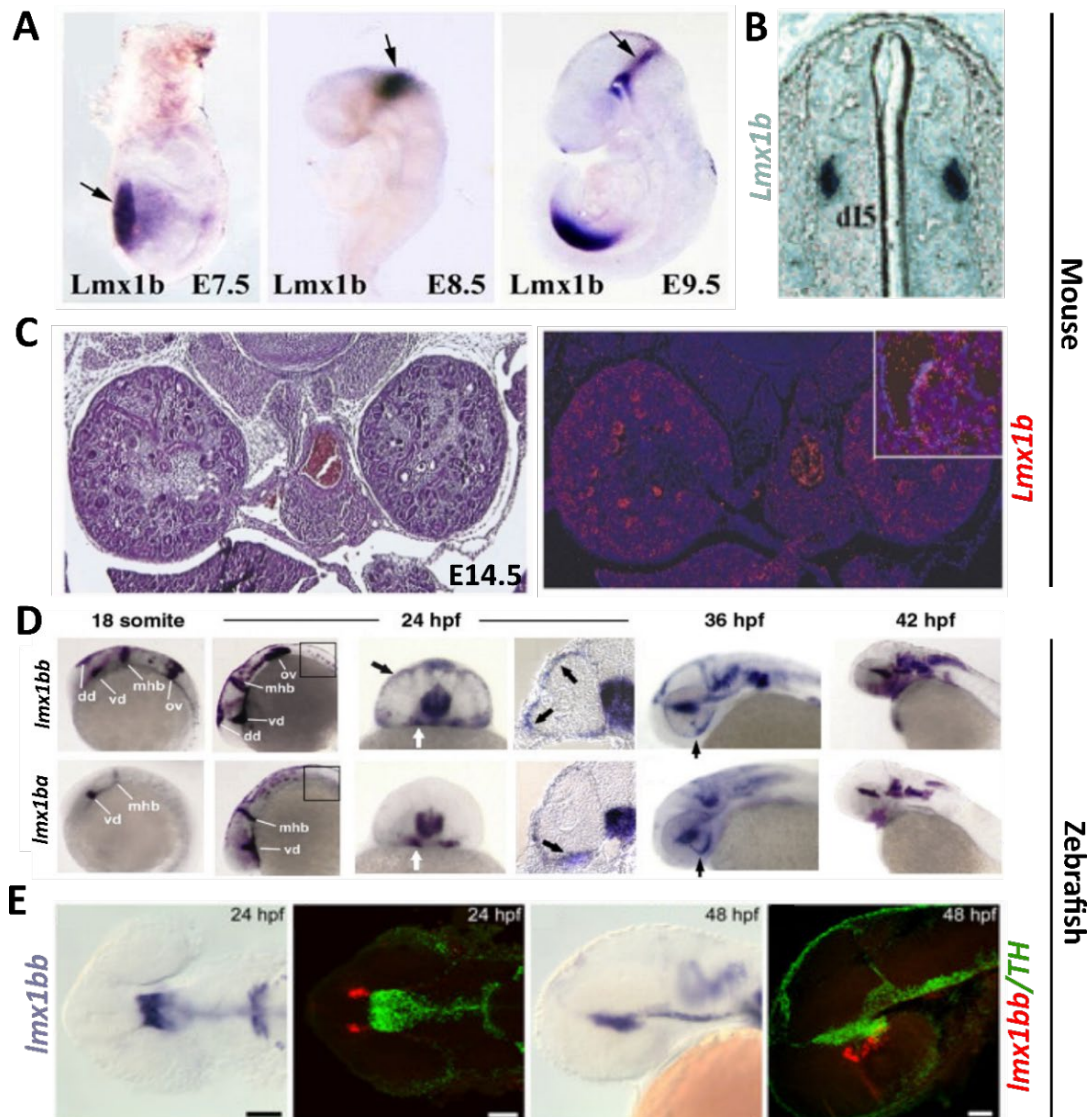 A
B
Lmx1b E7.5
Lmx1b E8.5
Lmx1b E9.5
Lmx1b
dI5
Mouse
C
E14.5
Lmx1b
D
18 somite
24 hpf
36 hpf
42 hpf
lmx1bb
dd
vd
mhb
ov
ov
mhb
vd
dd
lmx1ba
vd
mhb
mhb
vd
Zebrafish
E
lmx1bb
24 hpf
24 hpf
48 hpf
48 hpf
lmx1bb/TH